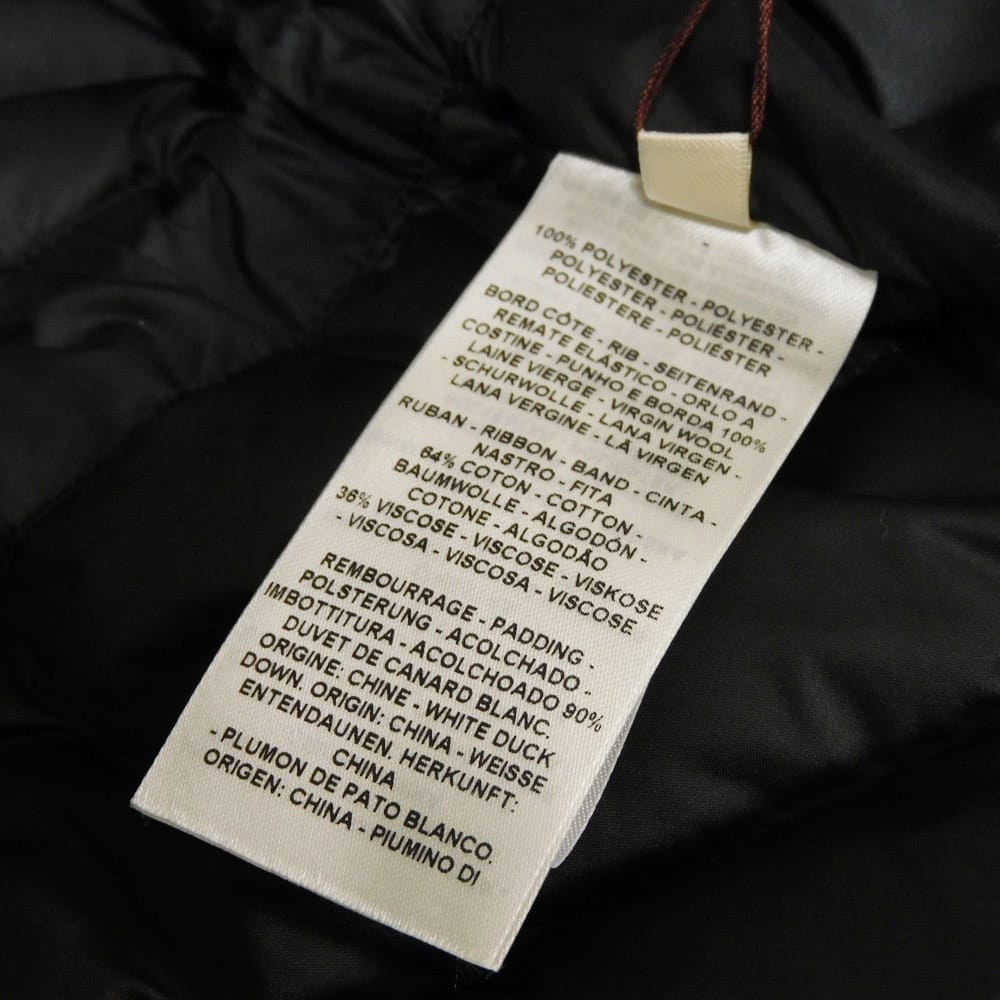 100% POLYESTER - POLYESTER -
POLYESTER - POLIÉSTER -
POLIESTERE - POLIÉSTER
BORD CÔTE - RIB - SEITENRAND -
REMATE ELÁSTICO - ORLO A
COSTINE - PUNHO E BORDA 100%
LAINE VIERGE - VIRGIN WOOL
- SCHURWOLLE - LANA VIRGEN -
LANA VERGINE - LÃ VIRGEN
RUBAN - RIBBON - BAND - CINTA -
NASTRO - FITA
64% COTON - COTTON -
BAUMWOLLE - ALGODÓN -
COTONE - ALGODÃO
36% VISCOSE - VISCOSE - VISKOSE
- VISCOSA - VISCOSA - VISCOSE
REMBOURRAGE - PADDING -
POLSTERUNG - ACOLCHADO -
IMBOTTITURA - ACOLCHOADO 90%
DUVET DE CANARD BLANC.
ORIGINE: CHINE - WHITE DUCK
DOWN. ORIGIN: CHINA - WEISSE
ENTENDAUNEN. HERKUNFT:
CHINA
- PLUMON DE PATO BLANCO.
ORIGEN: CHINA - PIUMINO DI